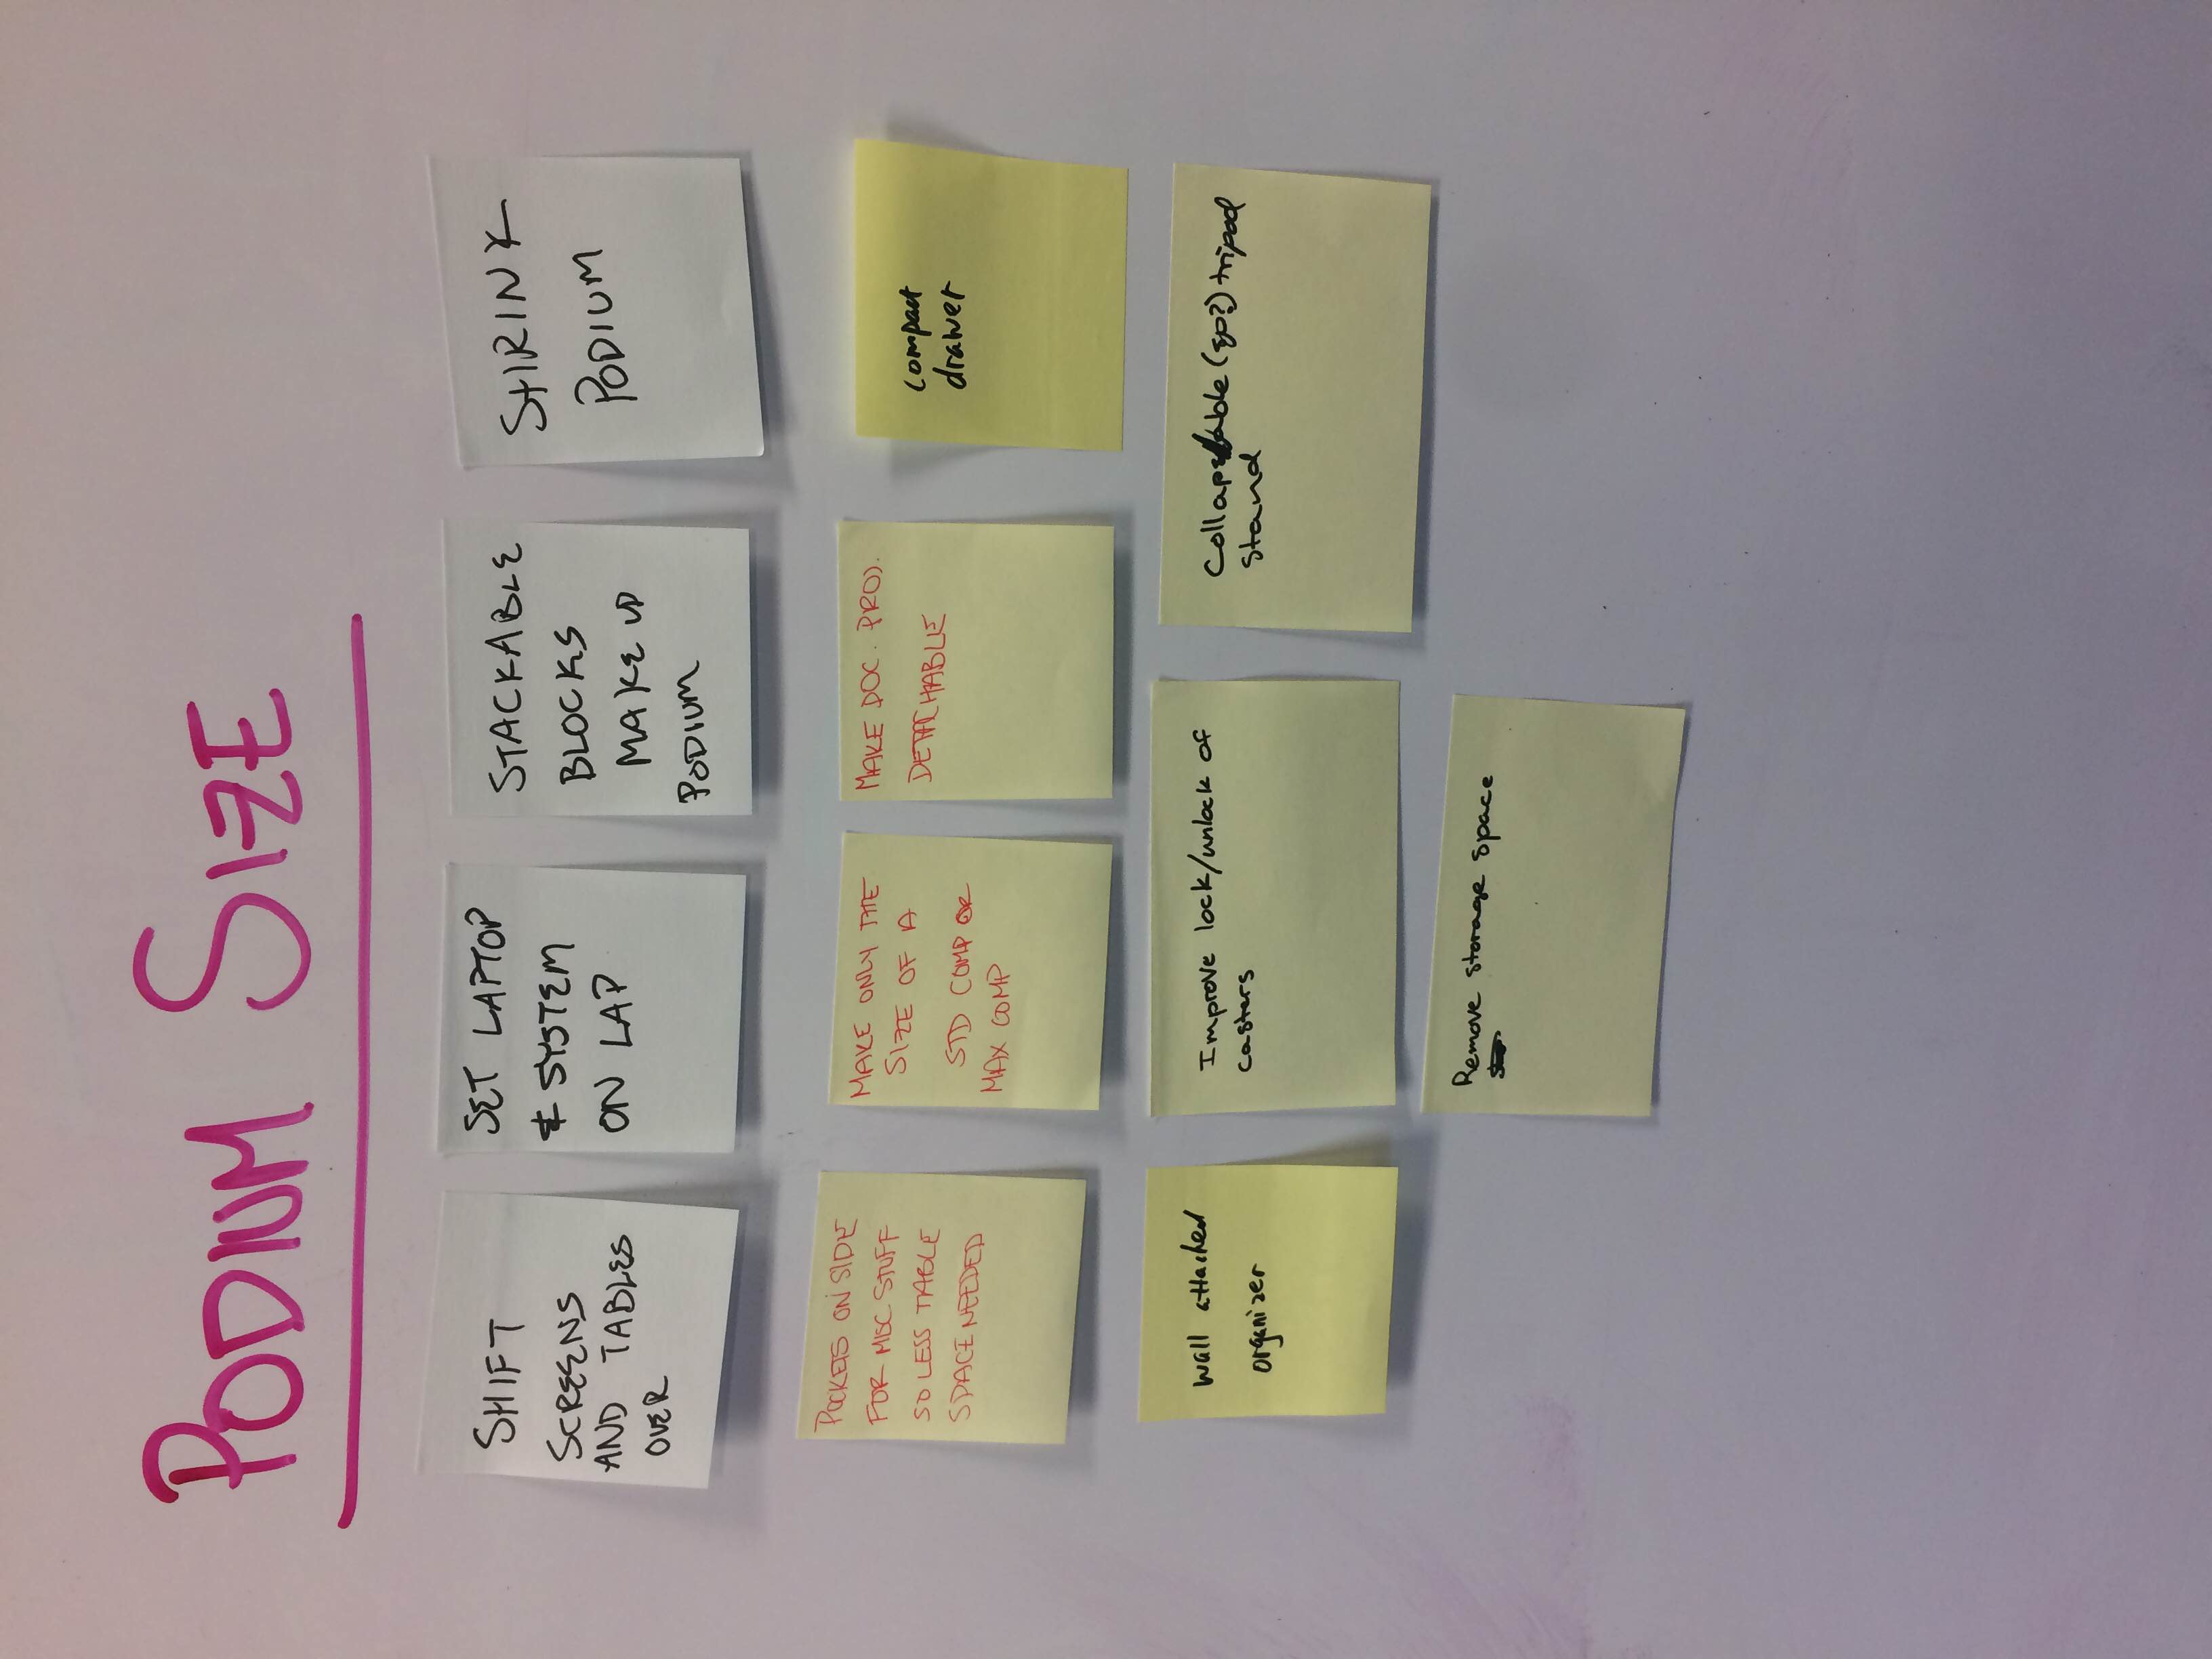 PODIUM SIZE
SHIFT
SCREENS
AND TABLES
OVER
SET LAPTOP
& SYSTEM
ON LAP
STACKABLE
BLOCKS
MAKE UP
PODIUM
SHRINK
PODIUM
POCKETS ON SIDE
FOR MISC. STUFF
SO LESS TABLE
SPACE NEEDED
MAKE ONLY THE
SIZE OF A
STD COMP OR
MAX COMP
MAKE DOC. PROJ.
DETACHABLE
compact
drawer
wall attached
organizer
Improve lock/unlock of
casters
Collapsable (sp?) tripod
stand
Remove storage space